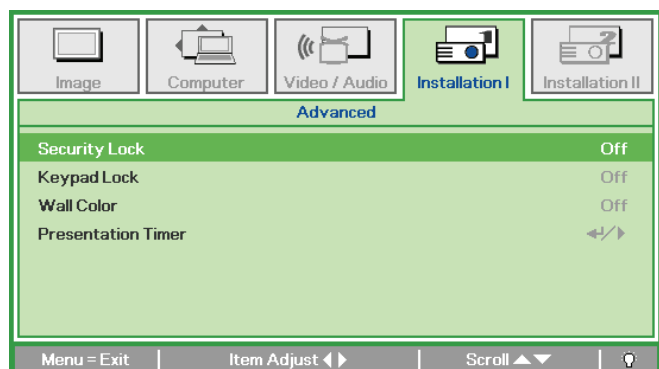 Image Computer Video / Audio Installation I Installation II
Advanced
Security Lock Off
Keypad Lock Off
Wall Color Off
Presentation Timer
Menu = Exit Item Adjust Scroll